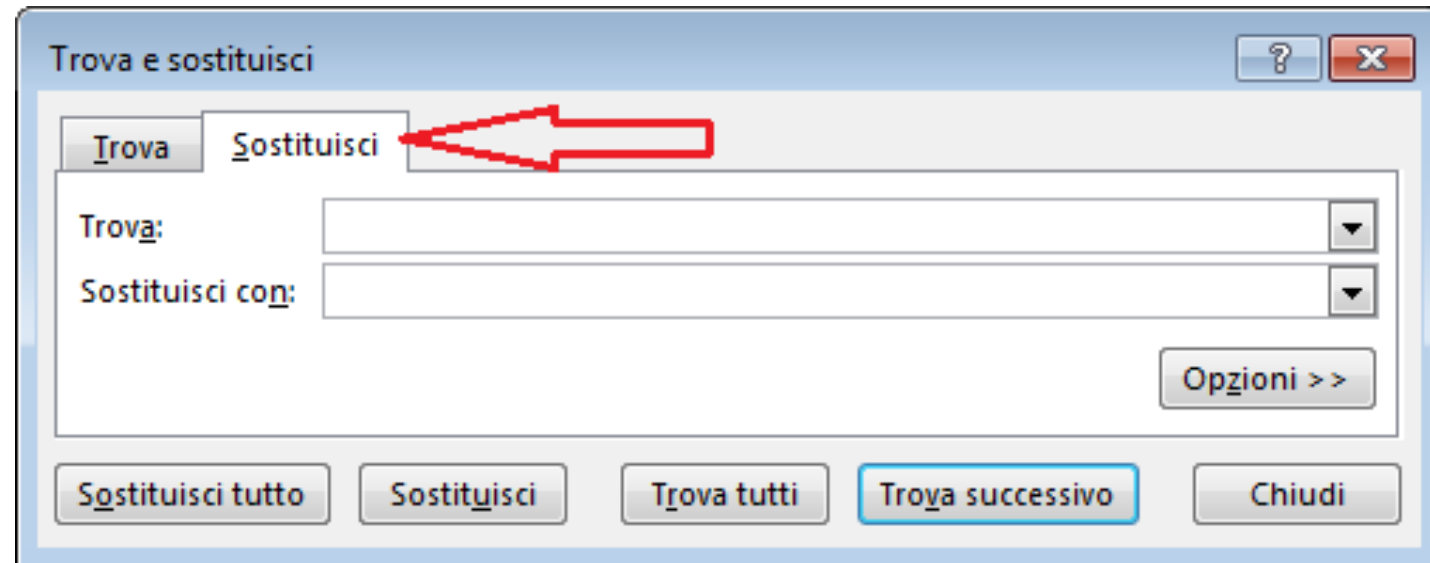 Trova e sostituisci ?
Trova Sostituisci
Trova:
Sostituisci con:
Opzioni >>
Sostituisci tutto Sostituisci Trova tutti Trova successivo Chiudi